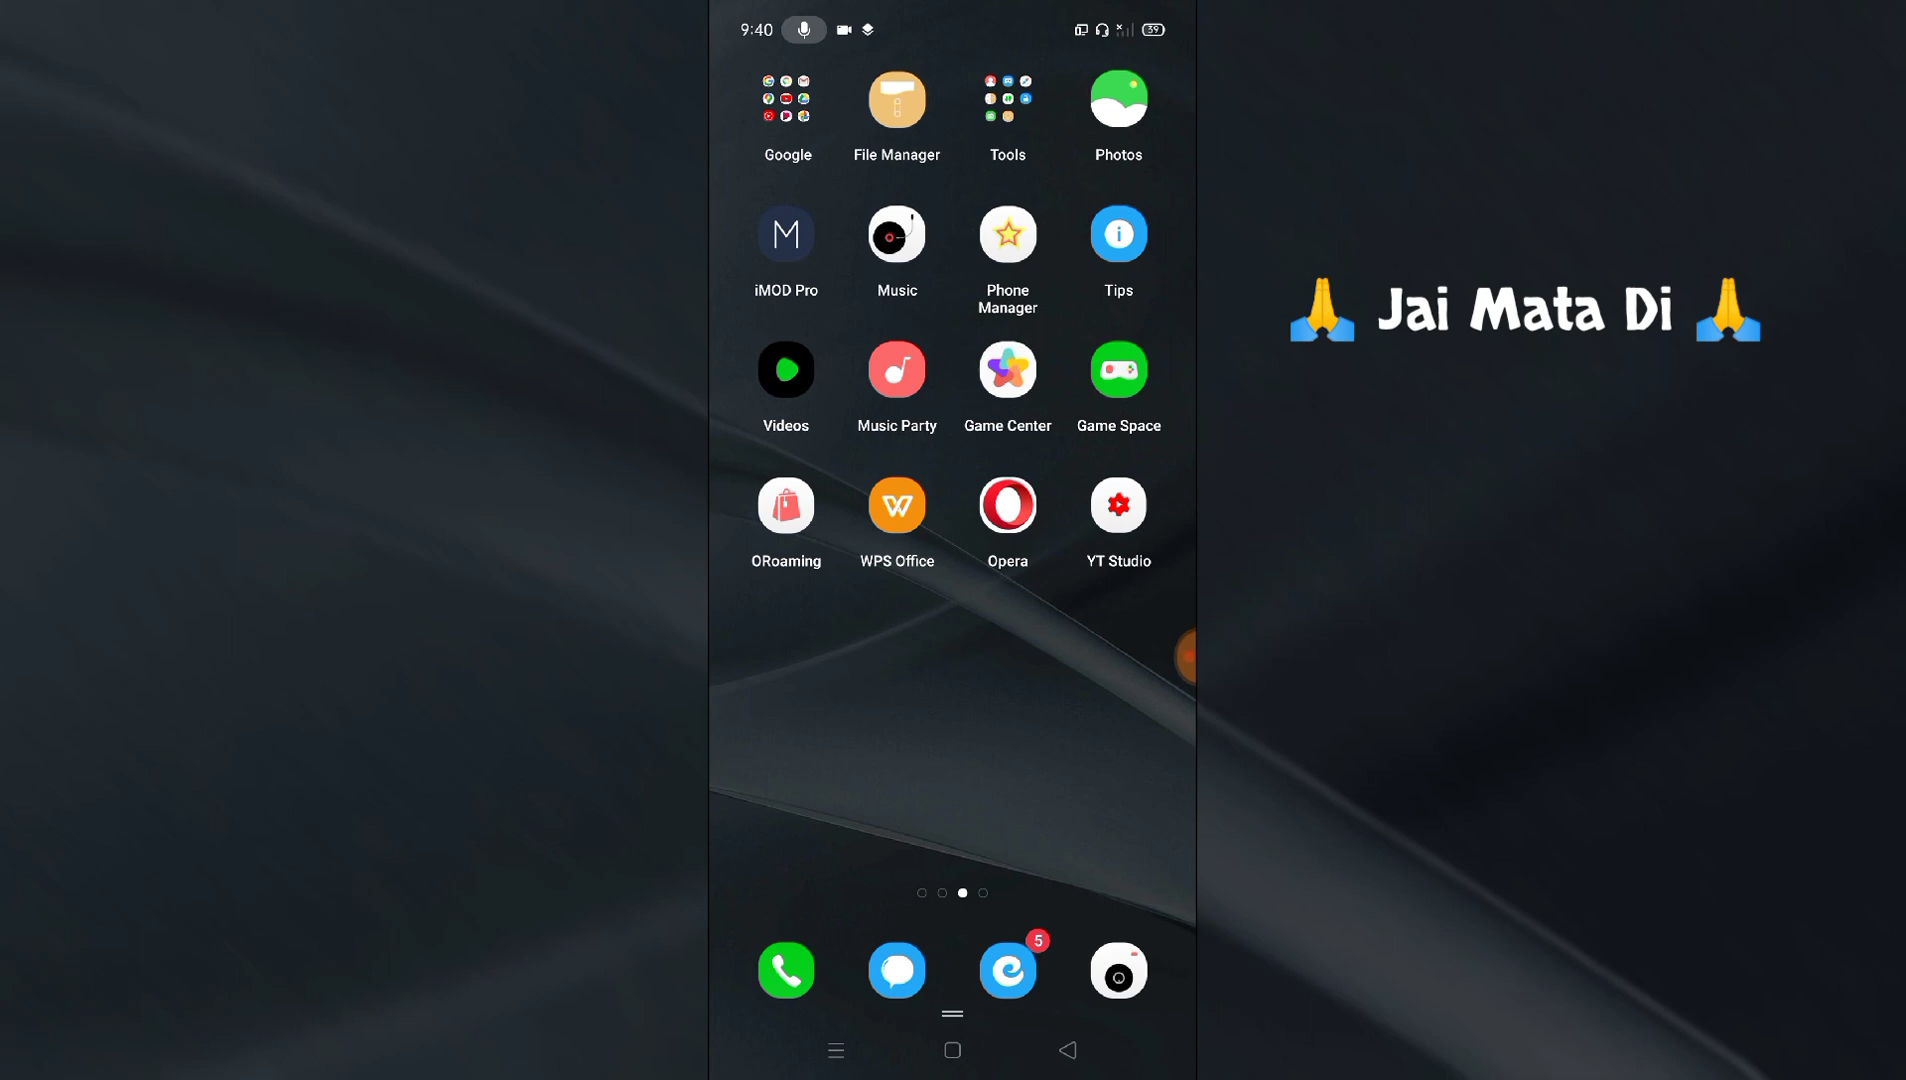 9:40
39
Google File Manager Tools Photos
iMOD Pro Music Phone Manager Tips
Videos Music Party Game Center Game Space
ORoaming WPS Office Opera YT Studio
5
🙏 Jai Mata Di 🙏